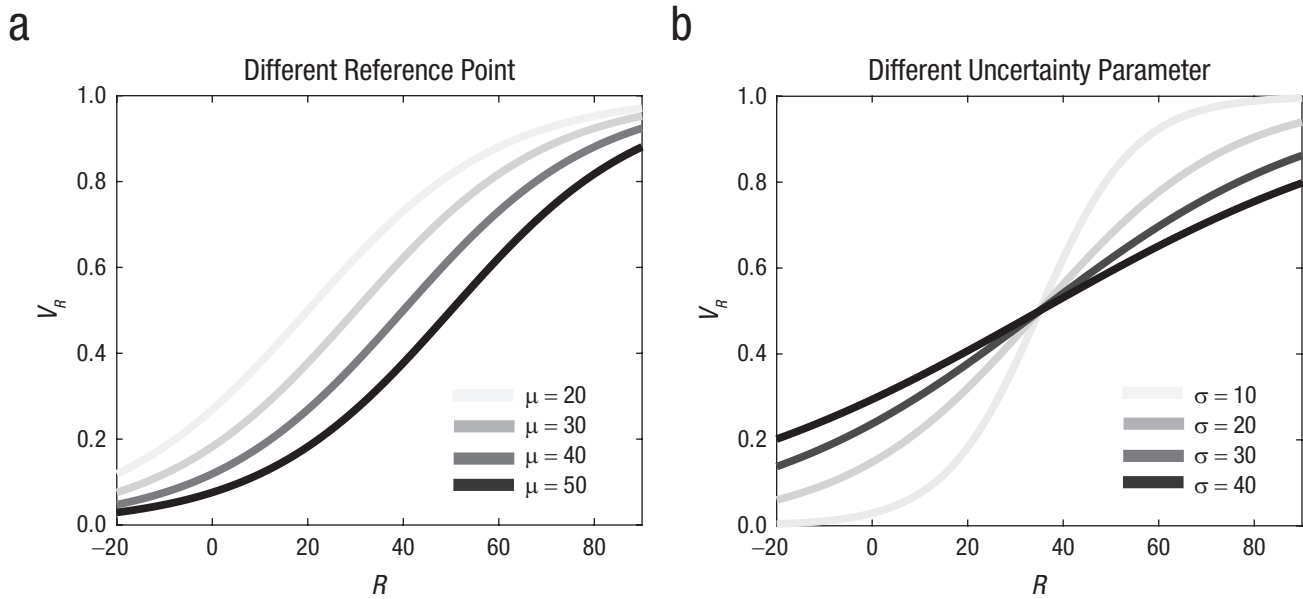 a
Different Reference Point
1.0
0.8
0.6
0.4
0.2
0.0
V_R
−20 0 20 40 60 80
R
μ = 20
μ = 30
μ = 40
μ = 50
b
Different Uncertainty Parameter
1.0
0.8
0.6
0.4
0.2
0.0
V_R
−20 0 20 40 60 80
R
σ = 10
σ = 20
σ = 30
σ = 40